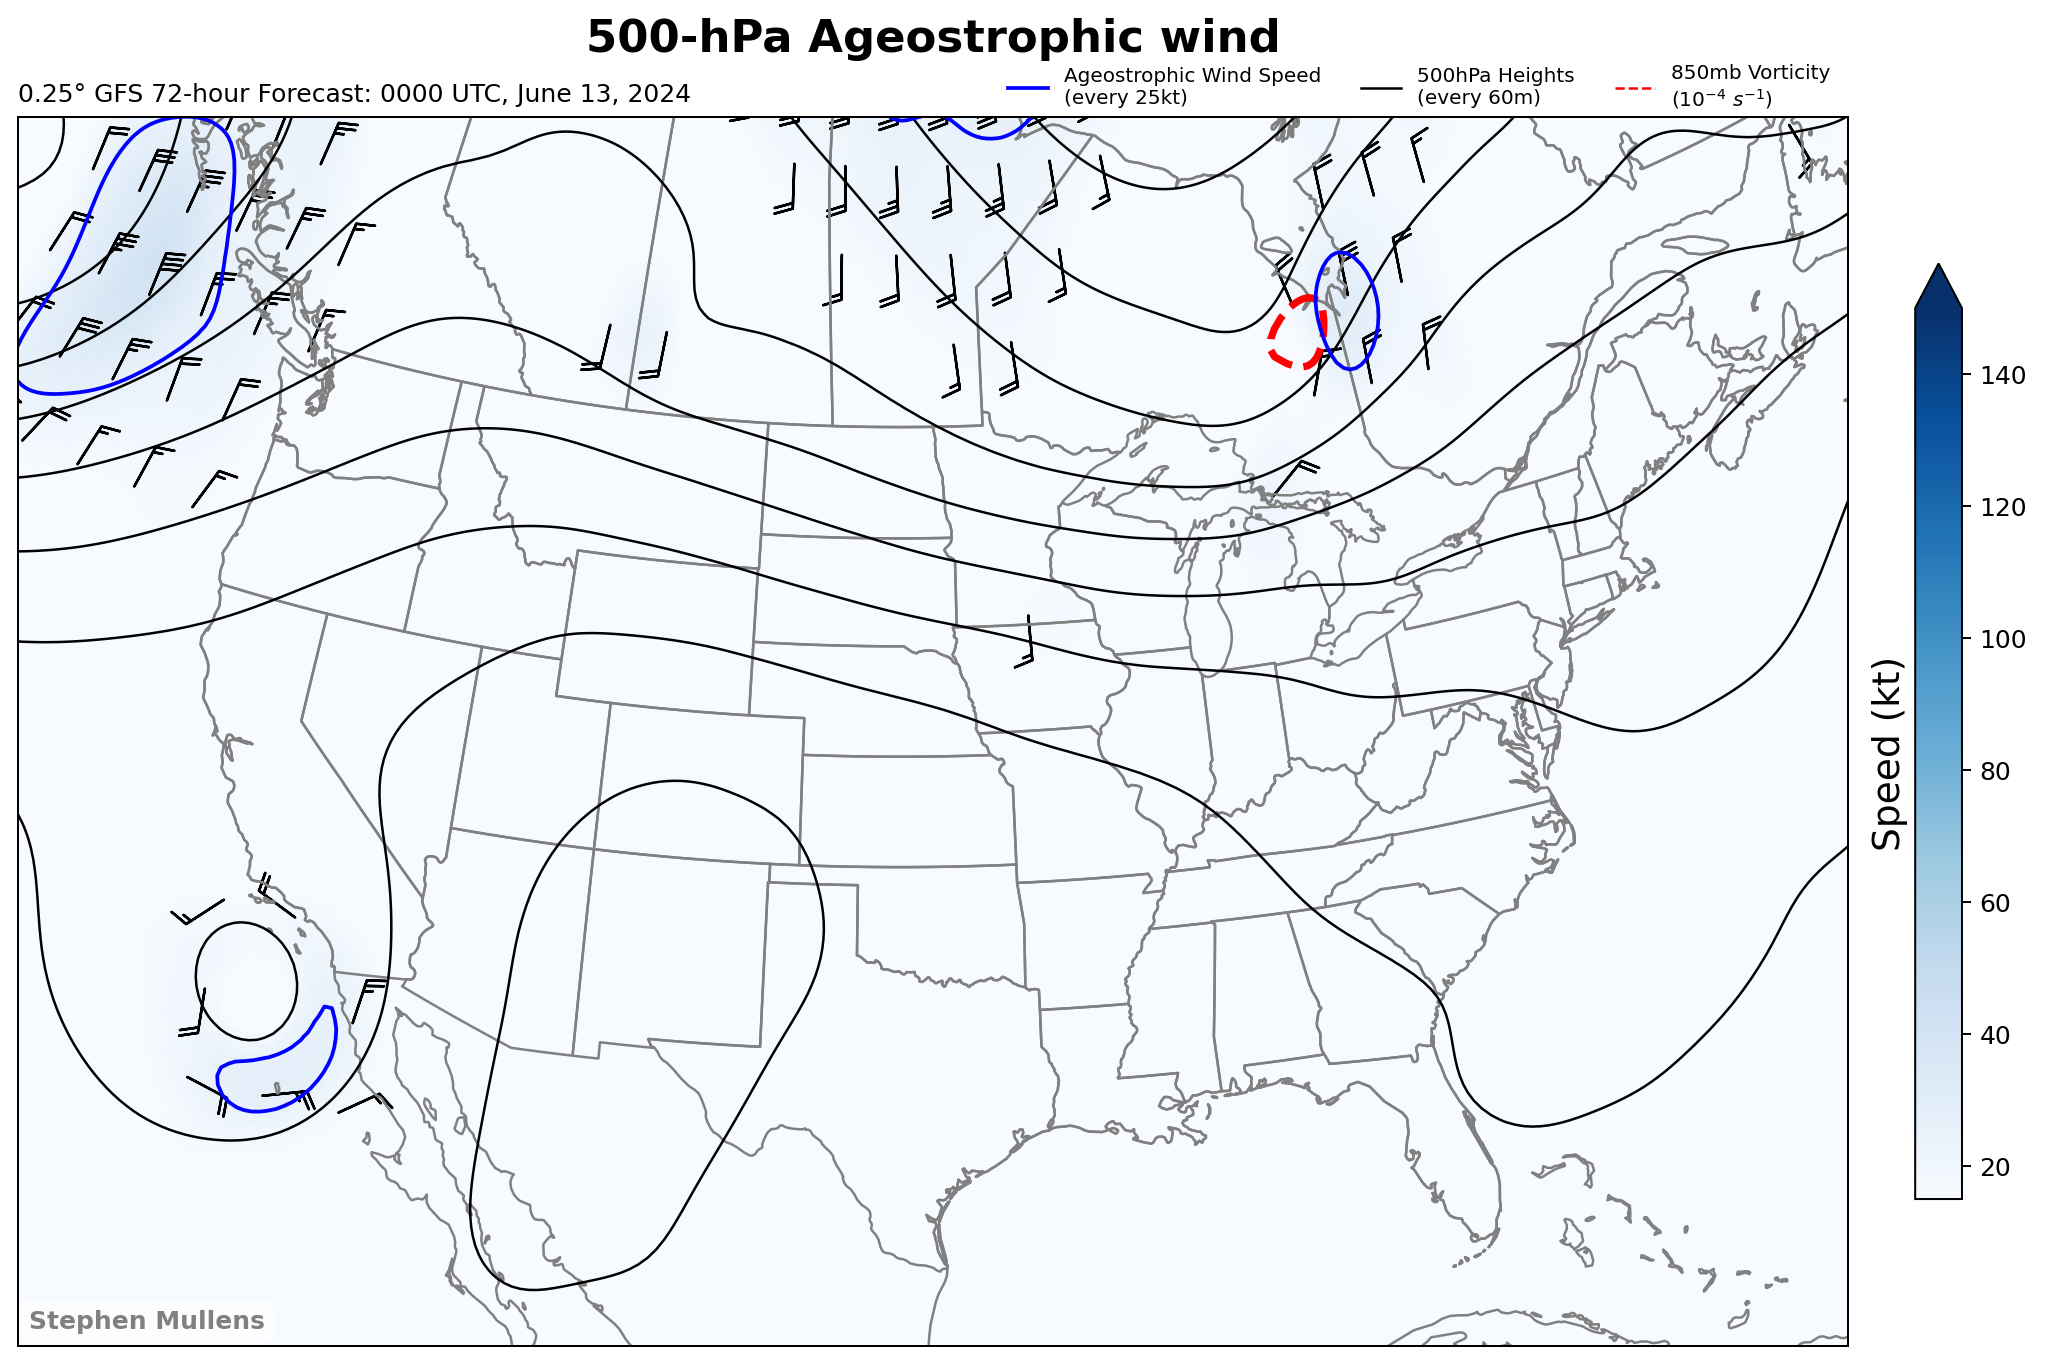 500-hPa Ageostrophic wind
0.25° GFS 72-hour Forecast: 0000 UTC, June 13, 2024
Ageostrophic Wind Speed
(every 25kt)
500hPa Heights
(every 60m)
850mb Vorticity
(10⁻⁴ s⁻¹)
140
120
100
80
60
40
20
Speed (kt)
Stephen Mullens